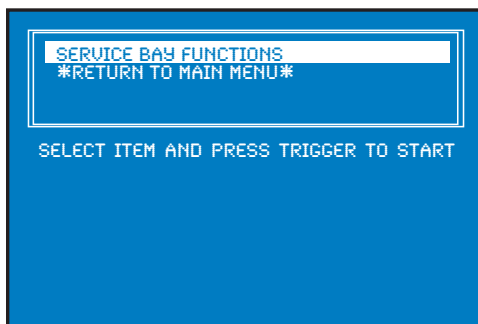 SERVICE BAY FUNCTIONS
*RETURN TO MAIN MENU*
SELECT ITEM AND PRESS TRIGGER TO START